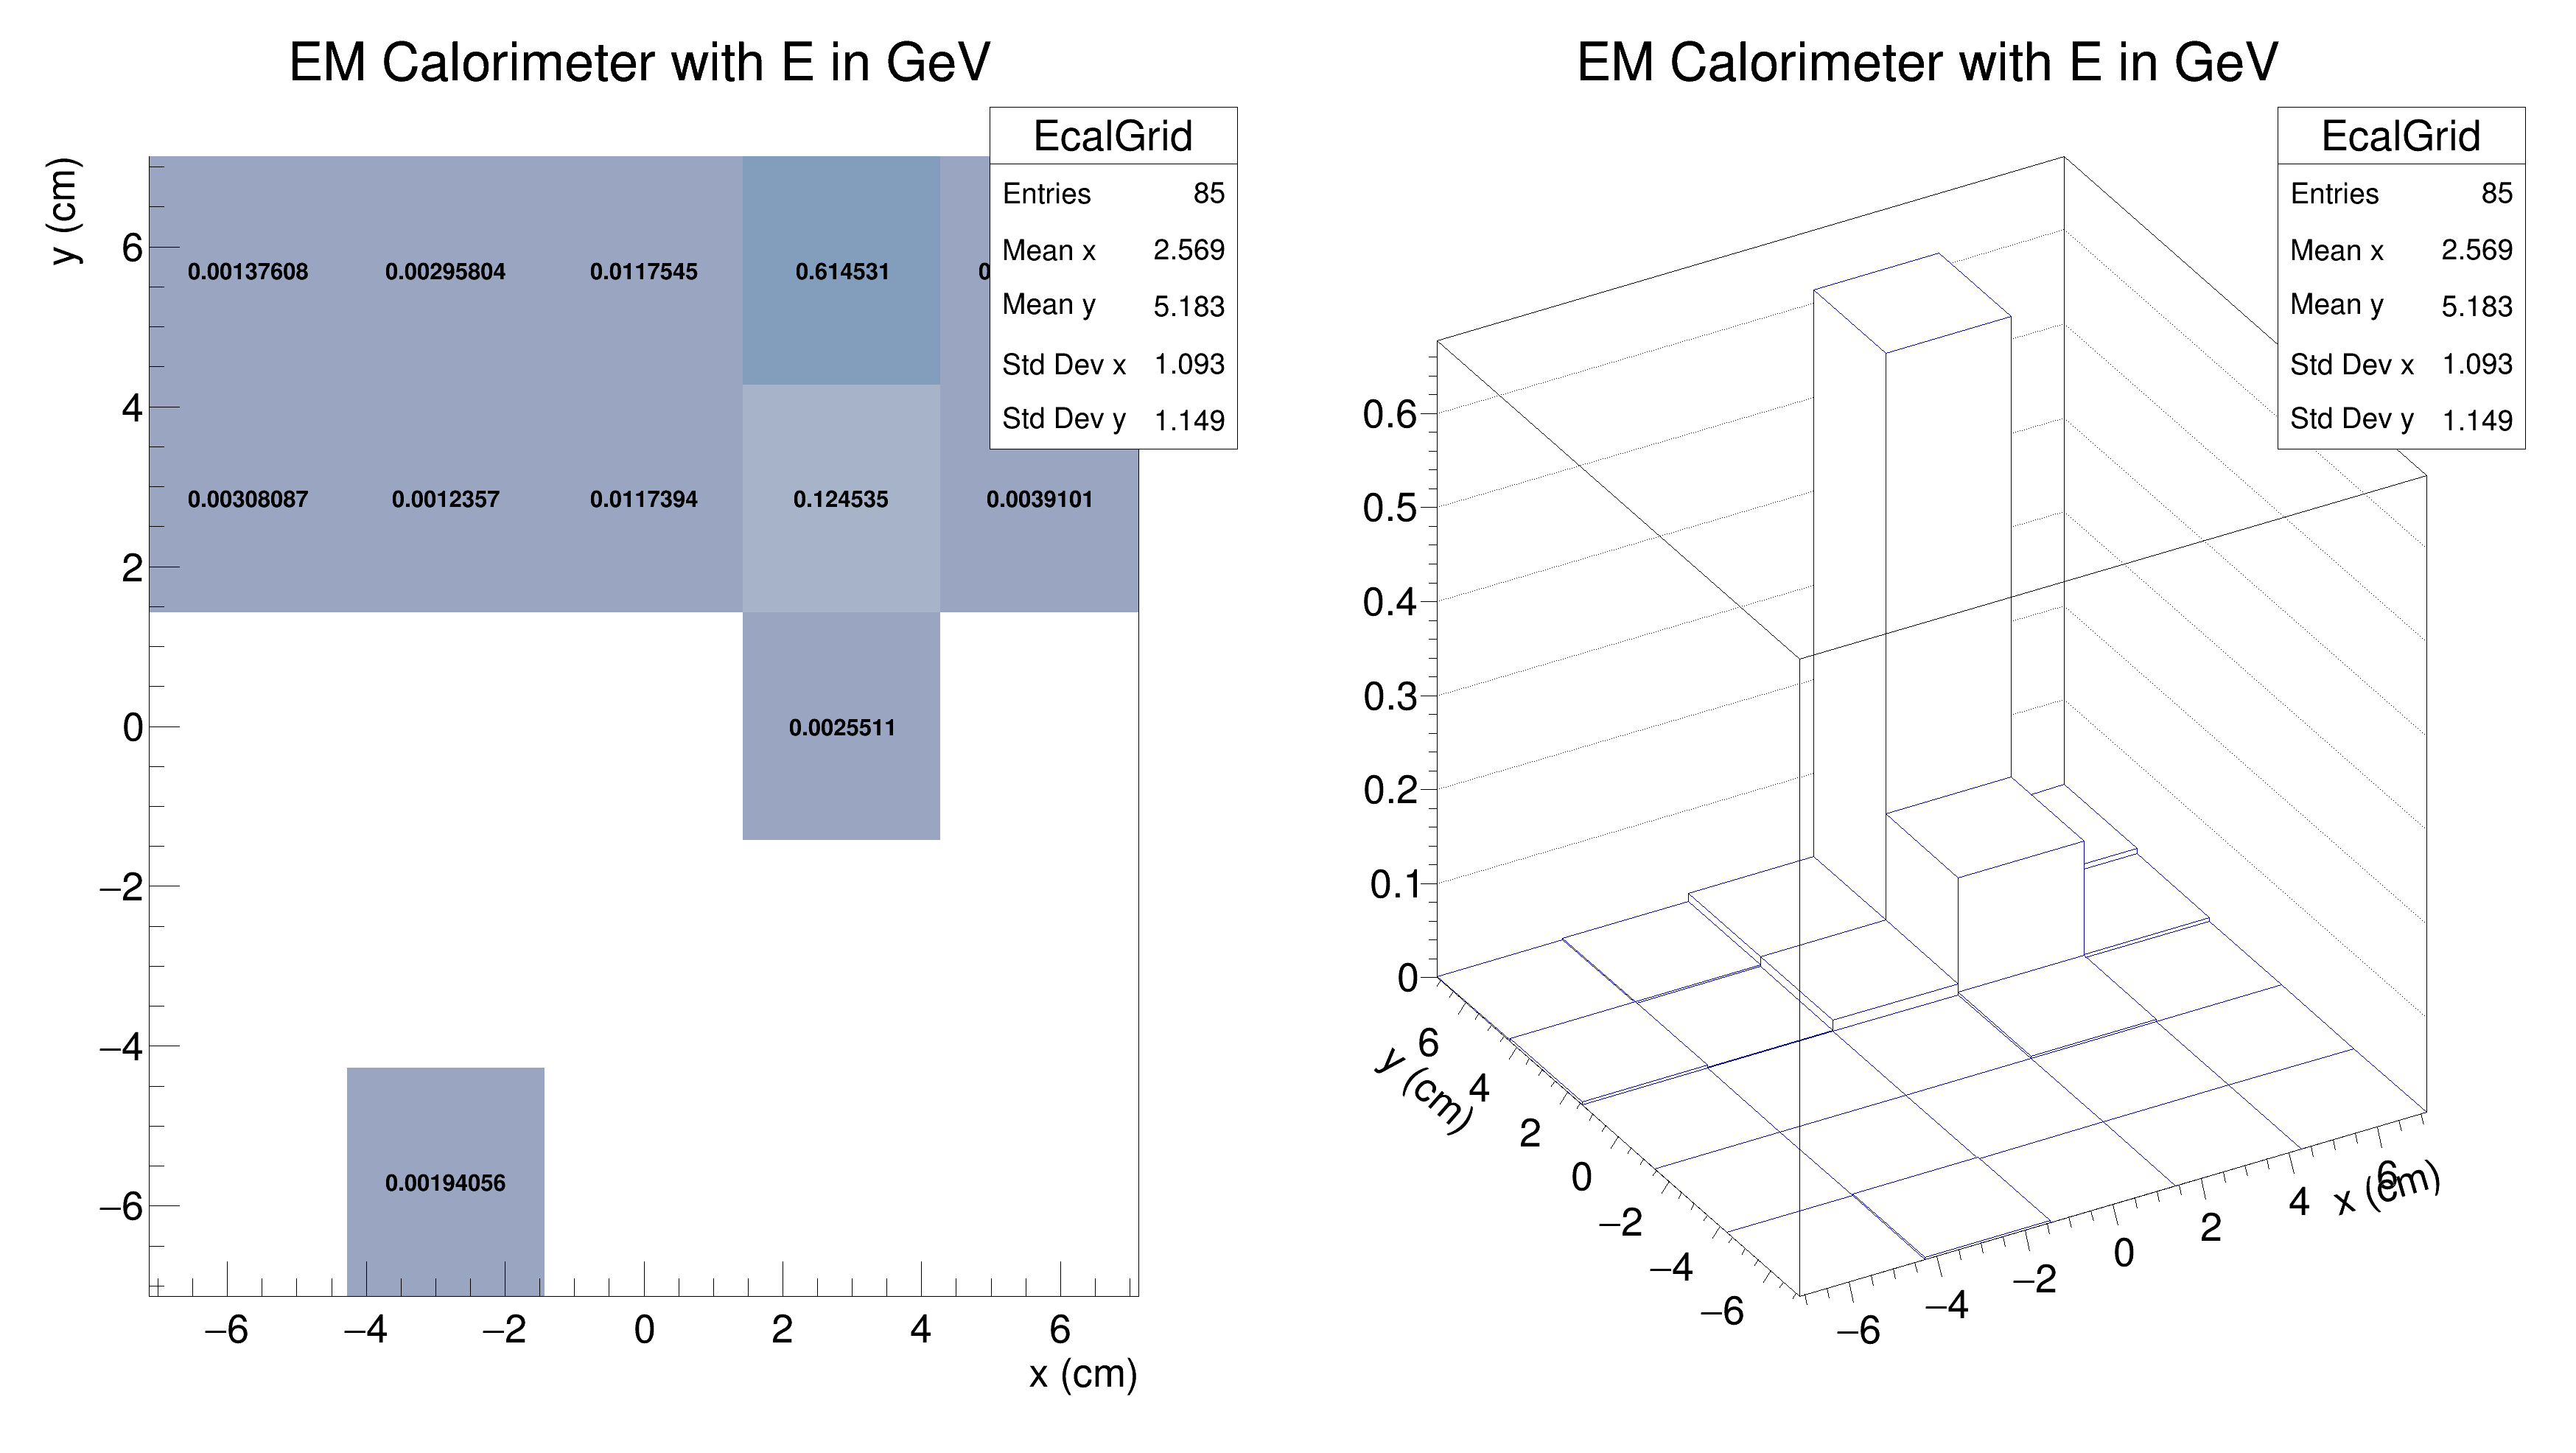 EM Calorimeter with E in GeV
EcalGrid
Entries 85
Mean x 2.569
Mean y 5.183
Std Dev x 1.093
Std Dev y 1.149
y (cm)
6
4
2
0
−2
−4
−6
0.00137608 0.00295804 0.0117545 0.614531
0.00308087 0.0012357 0.0117394 0.124535 0.0039101
0.0025511
0.00194056
−6 −4 −2 0 2 4 6
x (cm)
EM Calorimeter with E in GeV
EcalGrid
Entries 85
Mean x 2.569
Mean y 5.183
Std Dev x 1.093
Std Dev y 1.149
0.6
0.5
0.4
0.3
0.2
0.1
0
y (cm)
6
4
2
0
−2
−4
−6
−6 −4 −2 0 2 4 6
x (cm)